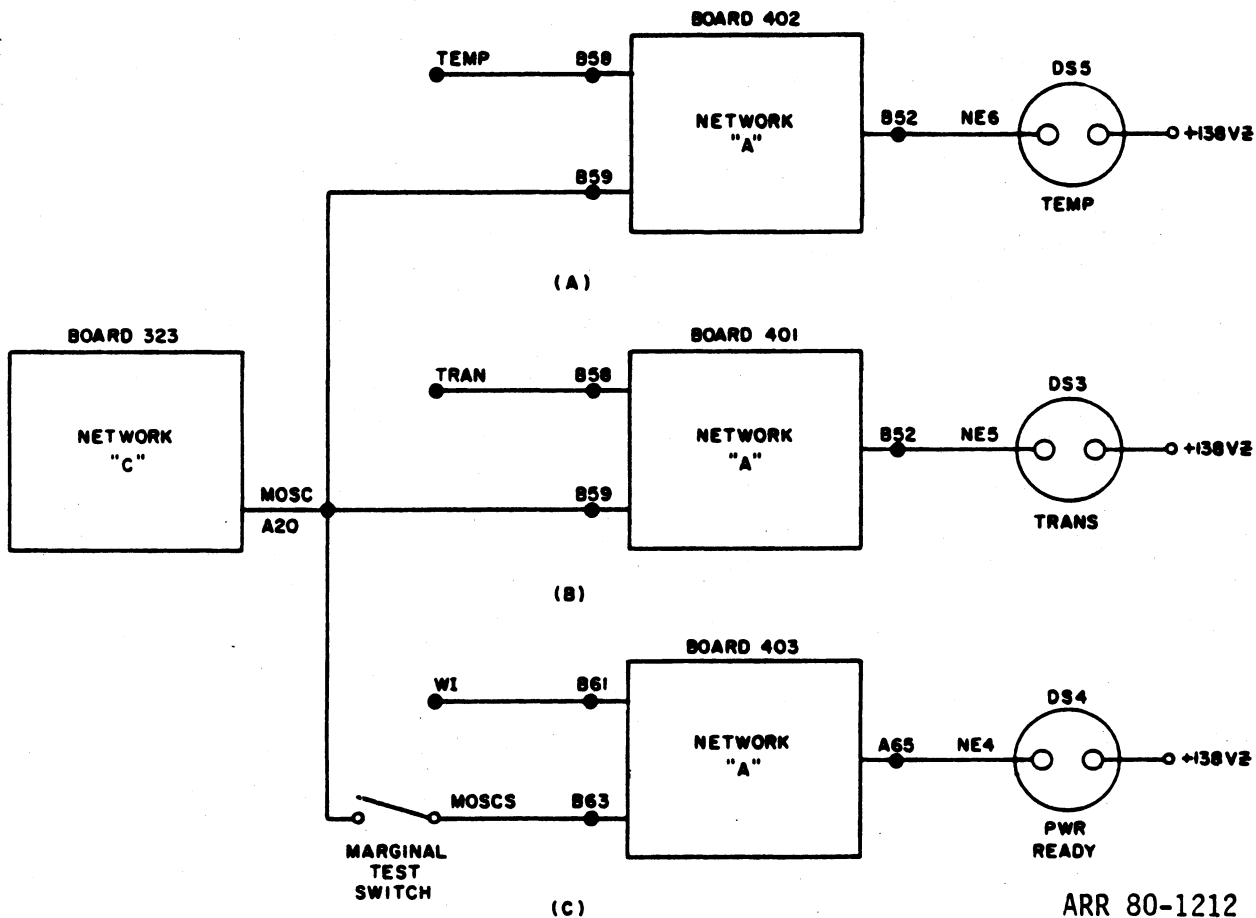 BOARD 402
TEMP
B58
DS5
NETWORK
"A"
B52
NE6
+138VZ
B59
TEMP
(A)
BOARD 323
BOARD 401
TRAN
B58
DS3
NETWORK
"C"
NETWORK
"A"
B52
NE5
+138VZ
MOSC
A20
B59
TRANS
(B)
BOARD 403
WI
B61
DS4
NETWORK
"A"
A65
NE4
+138VZ
MOSCS
B63
MARGINAL
TEST
SWITCH
PWR
READY
(C)
ARR 80-1212